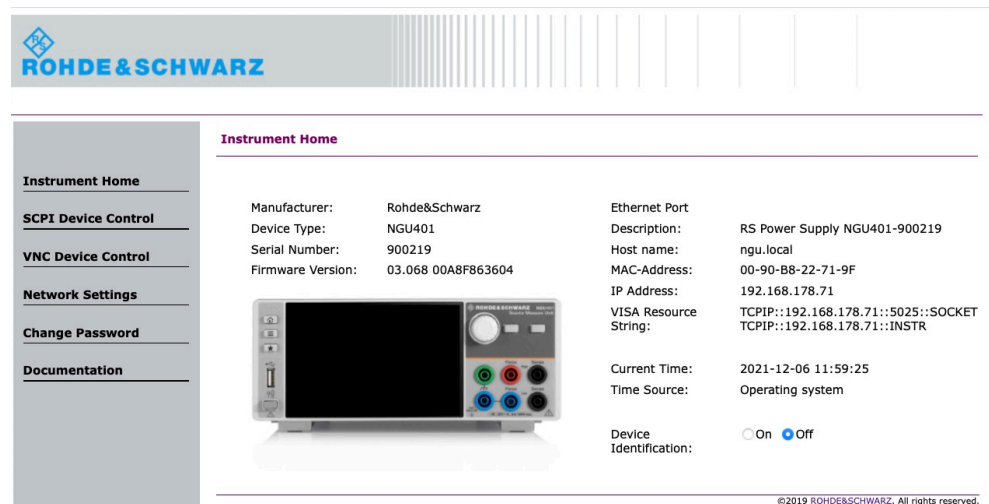 ROHDE&SCHWARZ
Instrument Home
SCPI Device Control
VNC Device Control
Network Settings
Change Password
Documentation
Instrument Home
Manufacturer: Rohde&Schwarz
Device Type: NGU401
Serial Number: 900219
Firmware Version: 03.068 00A8F863604
ROHDE&SCHWARZ
Source Measure Unit
Ethernet Port
Description: RS Power Supply NGU401-900219
Host name: ngu.local
MAC-Address: 00-90-B8-22-71-9F
IP Address: 192.168.178.71
VISA Resource String: TCPIP::192.168.178.71::5025::SOCKET
TCPIP::192.168.178.71::INSTR
Current Time: 2021-12-06 11:59:25
Time Source: Operating system
Device Identification: On Off
©2019 ROHDE&SCHWARZ. All rights reserved.